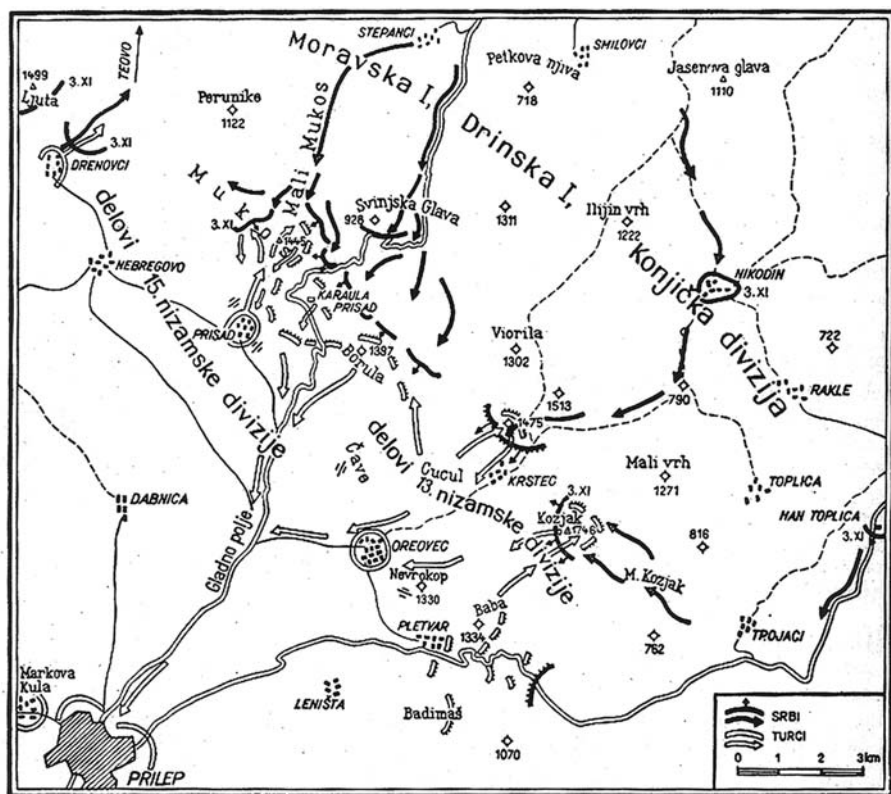 STEPANCI
Moravska I,
Petkova njiva
718
SMILOVCI
Jasenova glava
1110
1499
Ljuta
3.XI
TEOVO
3.XI
DRENOVCI
Perunike
1122
Mali Mukos
Muk
3.XI
1445
928
Svinjska Glava
Drinska I,
1311
Ilijin vrh
1222
Konjička divizija
NIKODIN
3.XI
722
RAKLE
790
NEBREGOVO
delovi
15. nizamske divizije
PRISAD
KARAULA
PRISAD
Borula
1397
Viorila
1302
1513
1475
KRSTEC
Cucul
delovi
13. nizamske divizije
Čava
DABNICA
Gladno polje
OREOVEC
Nevrokop
1330
PLETVAR
Baba
1334
3.XI
Kozjak
1746
M. Kozjak
Mali vrh
1271
816
762
TOPLICA
HAN TOPLICA
3.XI
TROJACI
Markova
Kula
PRILEP
LENIŠTA
Badimaš
1070
SRBI
TURCI
0 1 2 3km